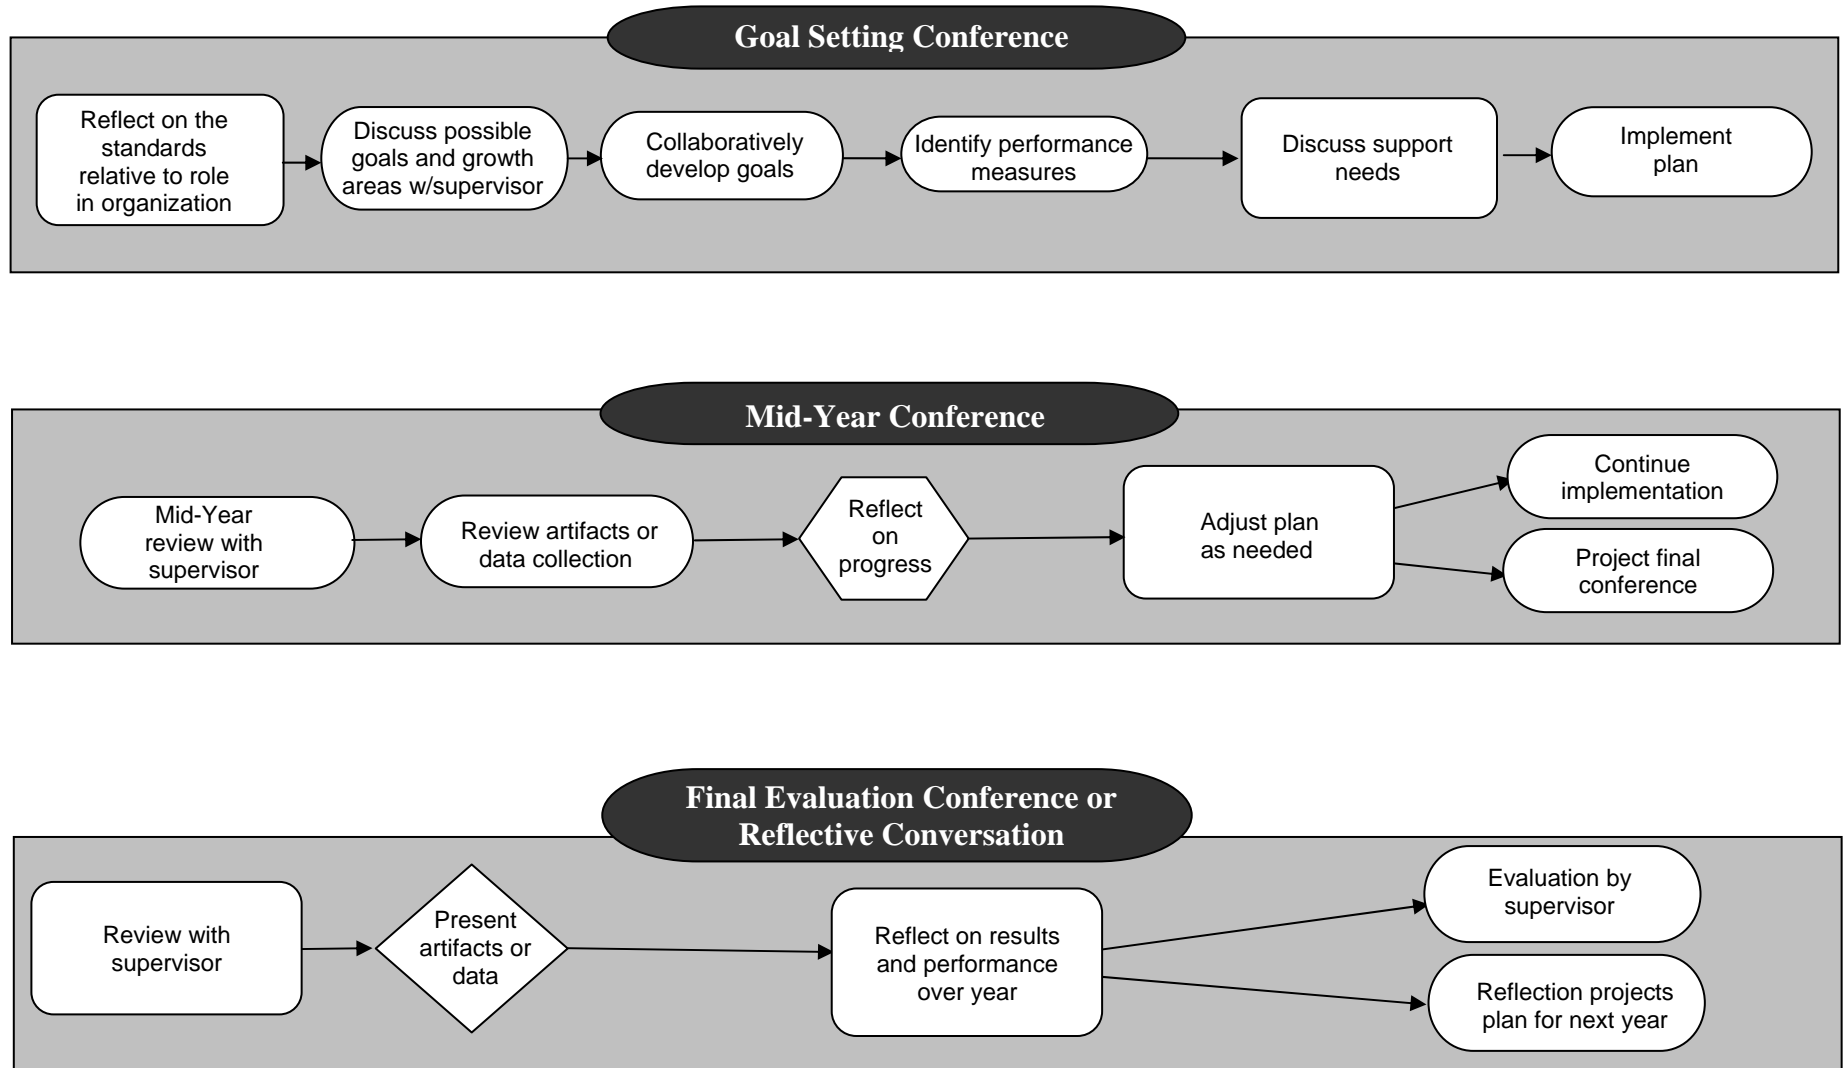 Goal Setting Conference
Reflect on the
standards
relative to role
in organization
Discuss possible
goals and growth
areas w/supervisor
Collaboratively
develop goals
Identify performance
measures
Discuss support
needs
Implement
plan
Mid-Year Conference
Mid-Year
review with
supervisor
Review artifacts or
data collection
Reflect
on
progress
Adjust plan
as needed
Continue
implementation
Project final
conference
Final Evaluation Conference or
Reflective Conversation
Review with
supervisor
Present
artifacts or
data
Reflect on results
and performance
over year
Evaluation by
supervisor
Reflection projects
plan for next year